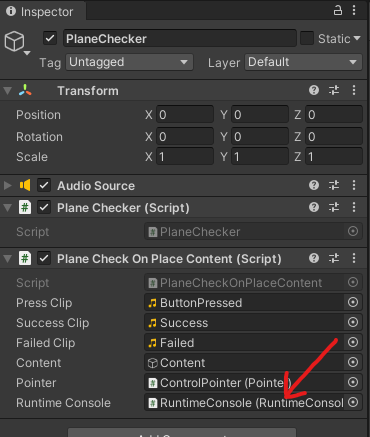 Inspector
PlaneChecker
Static
Tag Untagged Layer Default
Transform
Position X 0 Y 0 Z 0
Rotation X 0 Y 0 Z 0
Scale X 1 Y 1 Z 1
Audio Source
Plane Checker (Script)
Script PlaneChecker
Plane Check On Place Content (Script)
Script PlaneCheckOnPlaceContent
Press Clip ButtonPressed
Success Clip Success
Failed Clip Failed
Content Content
Pointer ControlPointer (Pointer)
Runtime Console RuntimeConsole (RuntimeConsol
Add Component